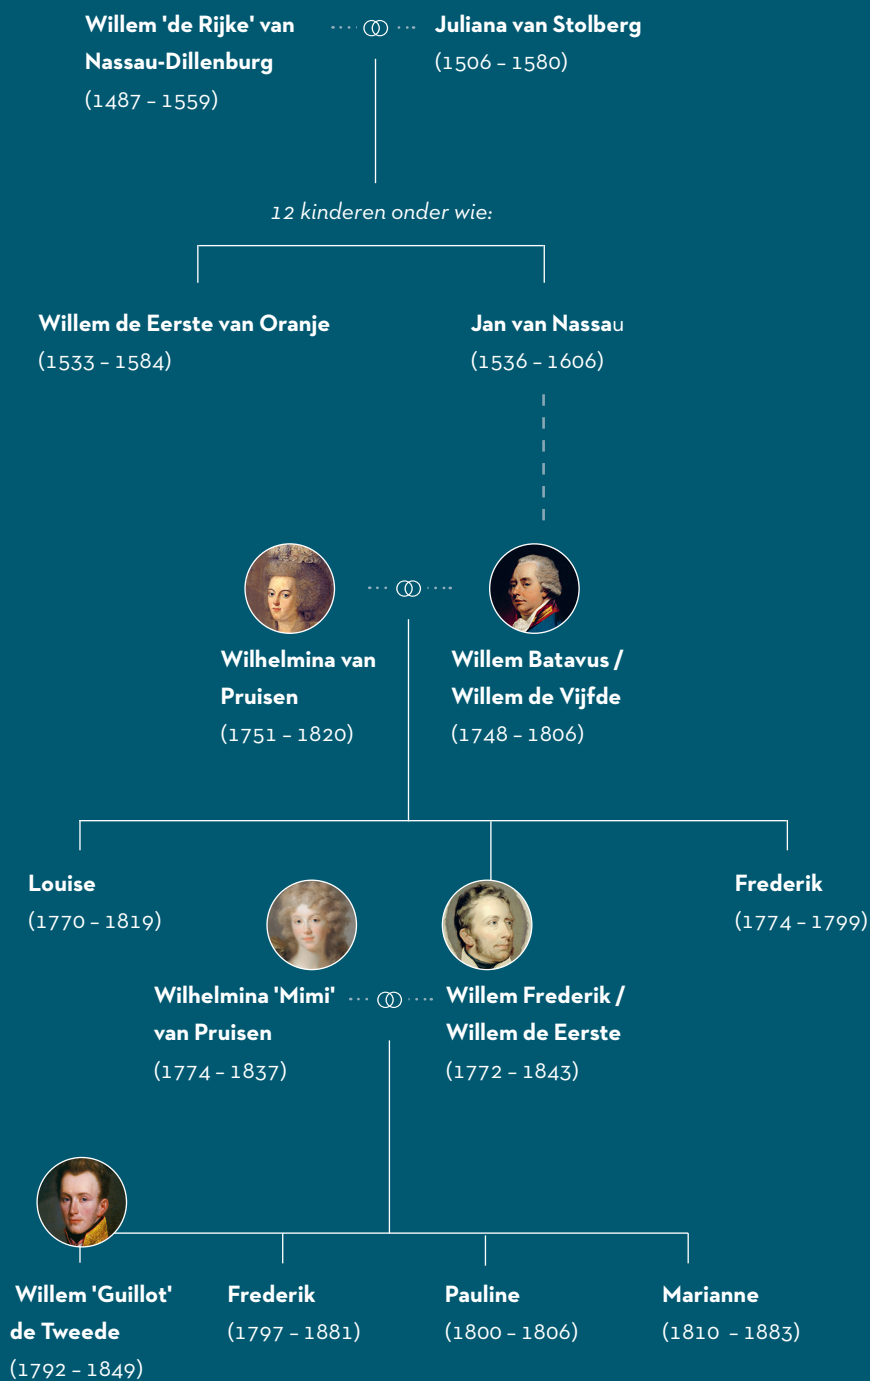 Willem 'de Rijke' van
Nassau-Dillenburg
(1487 – 1559)
Juliana van Stolberg
(1506 – 1580)
12 kinderen onder wie:
Willem de Eerste van Oranje
(1533 – 1584)
Jan van Nassau
(1536 – 1606)
Wilhelmina van
Pruisen
(1751 – 1820)
Willem Batavus /
Willem de Vijfde
(1748 – 1806)
Louise
(1770 – 1819)
Frederik
(1774 – 1799)
Wilhelmina 'Mimi'
van Pruisen
(1774 – 1837)
Willem Frederik /
Willem de Eerste
(1772 – 1843)
Willem 'Guillot'
de Tweede
(1792 – 1849)
Frederik
(1797 – 1881)
Pauline
(1800 – 1806)
Marianne
(1810 – 1883)